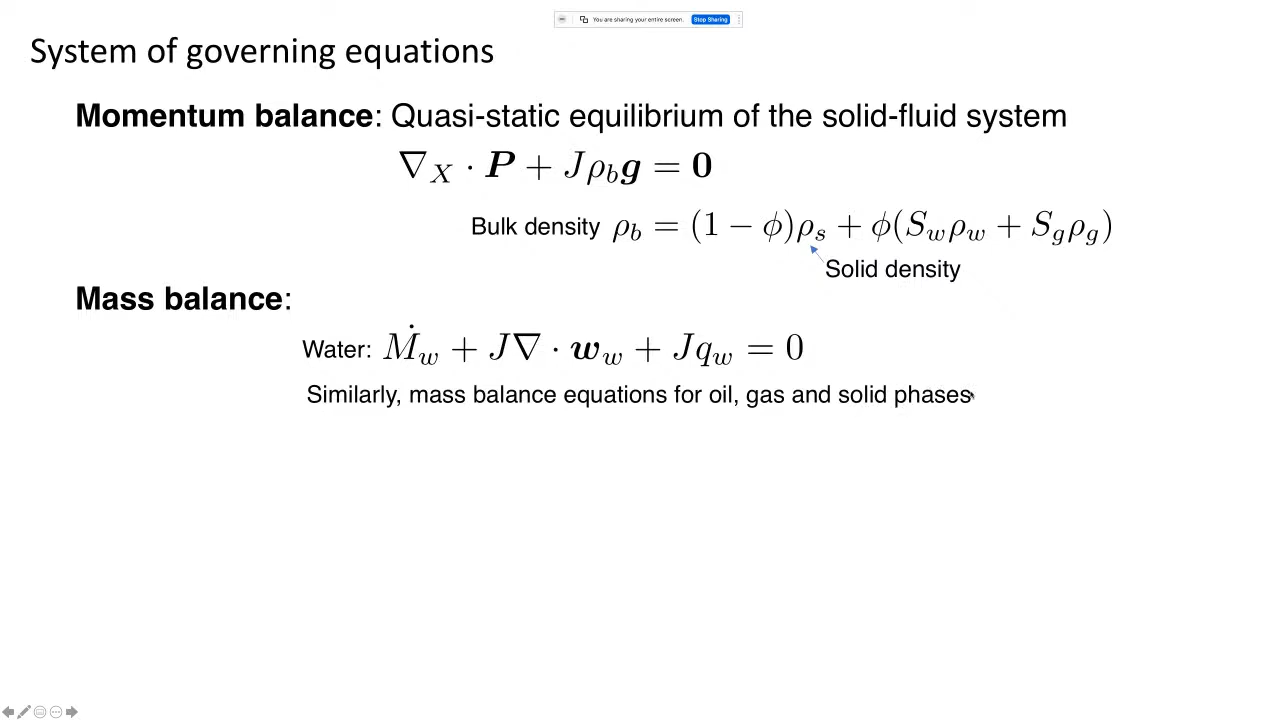 You are sharing your entire screen. Stop Sharing
System of governing equations
Momentum balance: Quasi-static equilibrium of the solid-fluid system
∇_X · P + Jρ_b g = 0
Bulk density ρ_b = (1 − ϕ)ρ_s + ϕ(S_w ρ_w + S_g ρ_g)
Solid density
Mass balance:
Water: Ṁ_w + J∇ · w_w + Jq_w = 0
Similarly, mass balance equations for oil, gas and solid phases